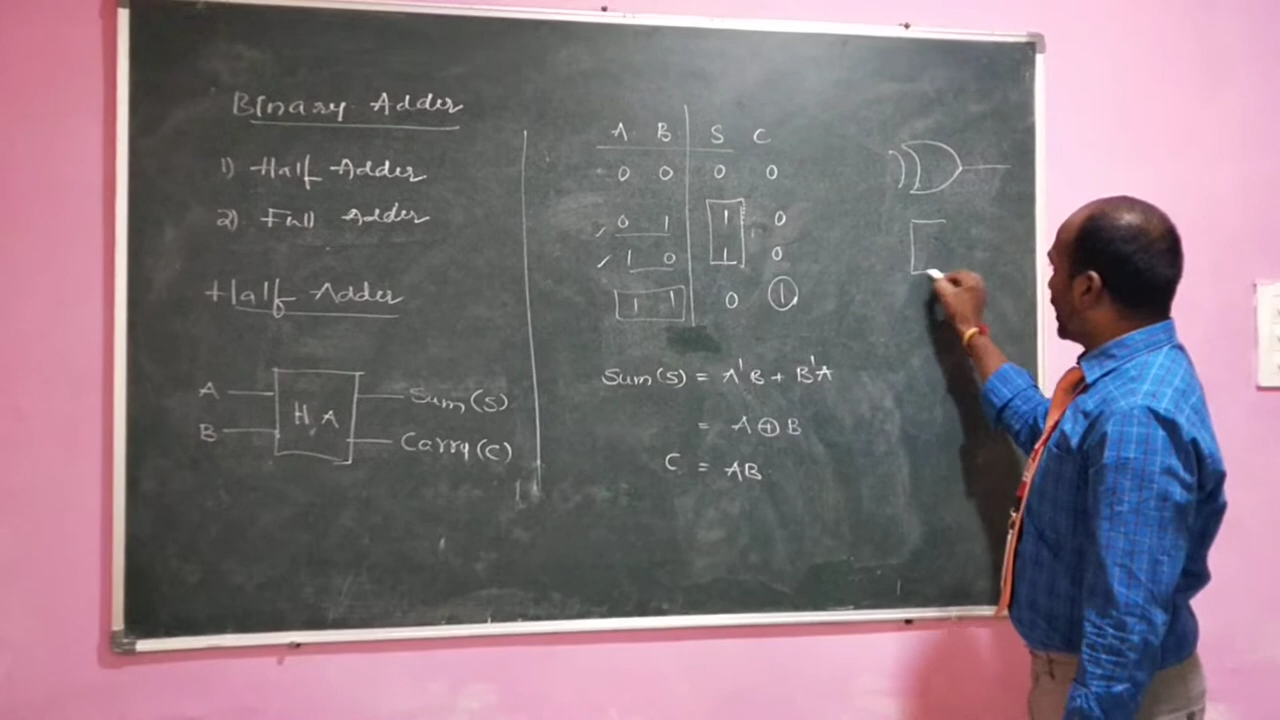 Binary Adder
1) Half Adder
2) Full Adder
Half Adder
A
B
H.A
Sum(S)
Carry(C)
A B S C
0 0 0 0
0 1 1 0
1 0 1 0
1 1 0 1
Sum(S) = A'B + B'A
= A⊕B
C = AB